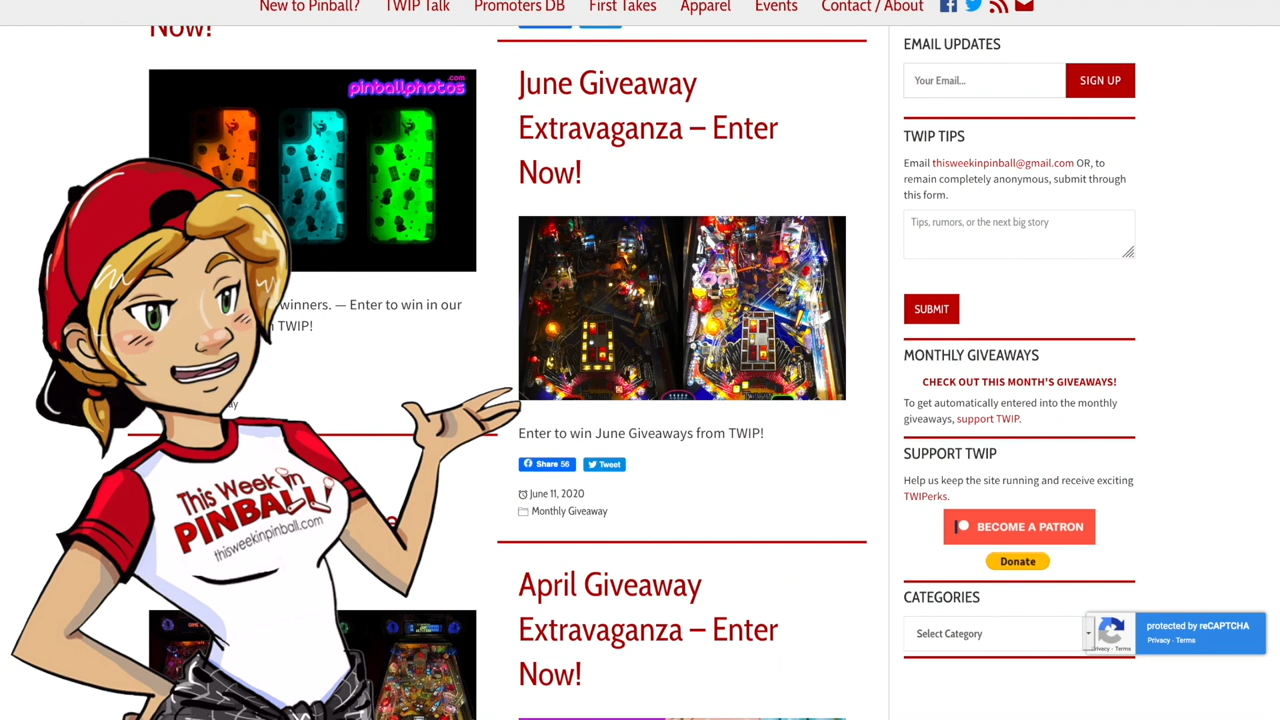 New to Pinball? TWIP Talk Promoters DB First Takes Apparel Events Contact / About
Now!
pinballphotos.com
winners. — Enter to win in our
TWIP!
This Week in
PINBALL
thisweekinpinball.com
June Giveaway
Extravaganza – Enter
Now!
Enter to win June Giveaways from TWIP!
Share 56 Tweet
June 11, 2020
Monthly Giveaway
April Giveaway
Extravaganza – Enter
Now!
EMAIL UPDATES
Your Email... SIGN UP
TWIP TIPS
Email thisweekinpinball@gmail.com OR, to
remain completely anonymous, submit through
this form.
Tips, rumors, or the next big story
SUBMIT
MONTHLY GIVEAWAYS
CHECK OUT THIS MONTH'S GIVEAWAYS!
To get automatically entered into the monthly
giveaways, support TWIP.
SUPPORT TWIP
Help us keep the site running and receive exciting
TWIPerks.
BECOME A PATRON
Donate
CATEGORIES
Select Category
protected by reCAPTCHA
Privacy - Terms
Privacy - Terms